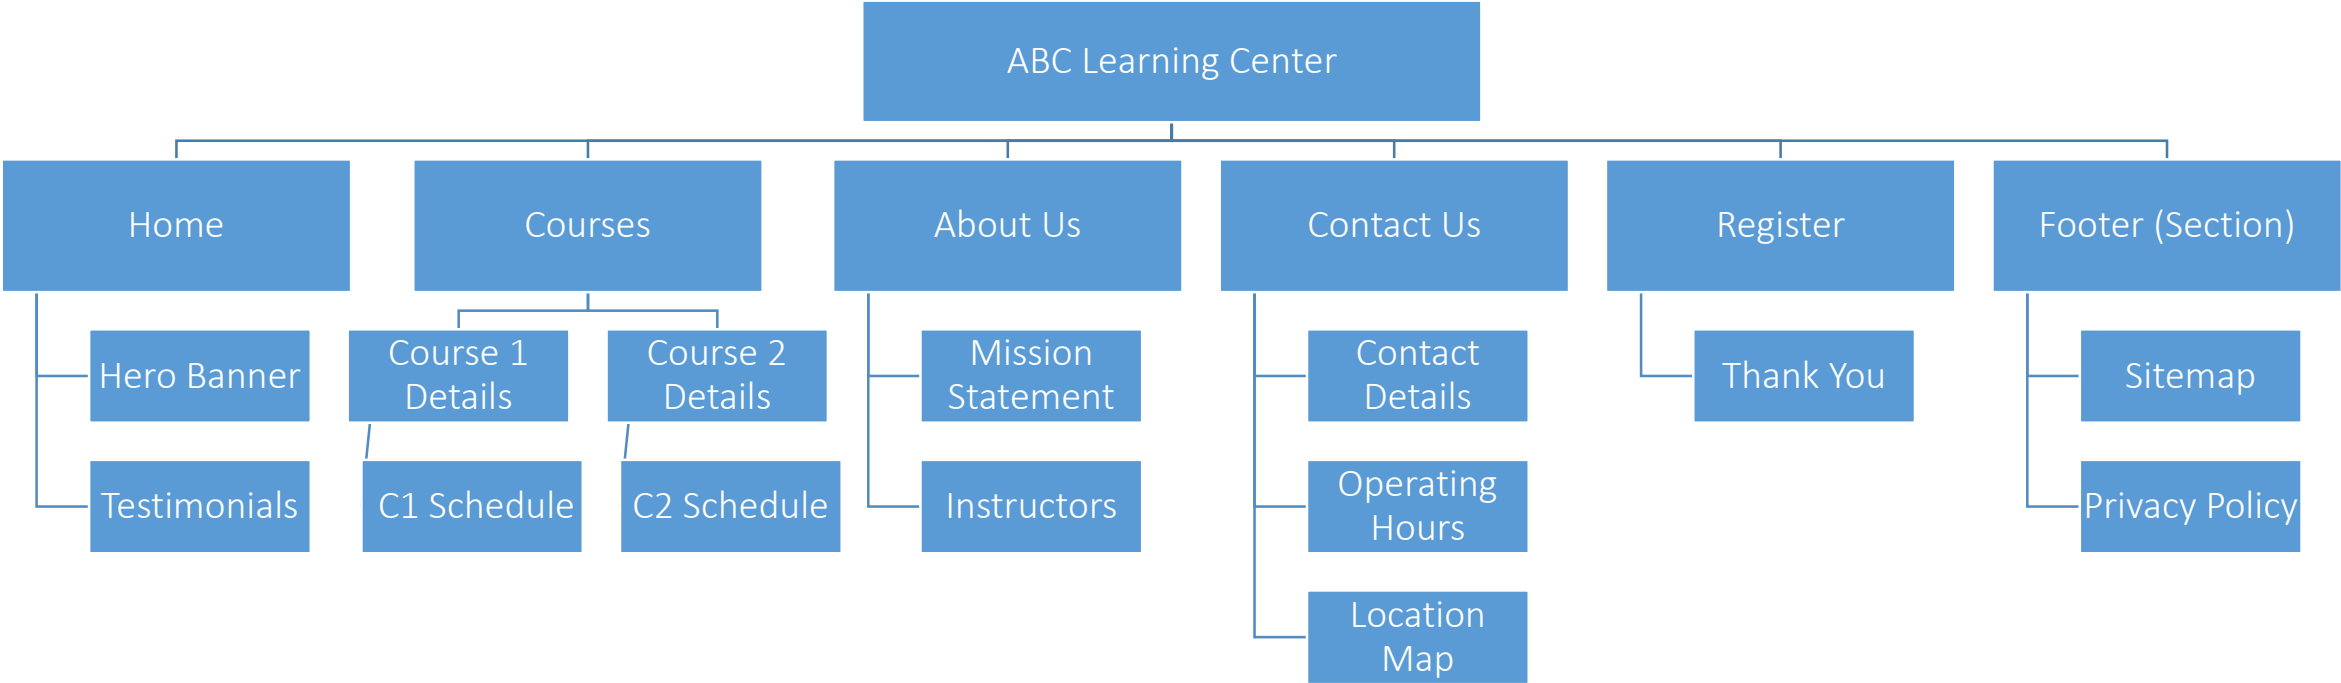 ABC Learning Center
Home
Courses
About Us
Contact Us
Register
Footer (Section)
Hero Banner
Course 1
Details
Course 2
Details
Mission
Statement
Contact
Details
Thank You
Sitemap
Testimonials
C1 Schedule
C2 Schedule
Instructors
Operating
Hours
Privacy Policy
Location
Map